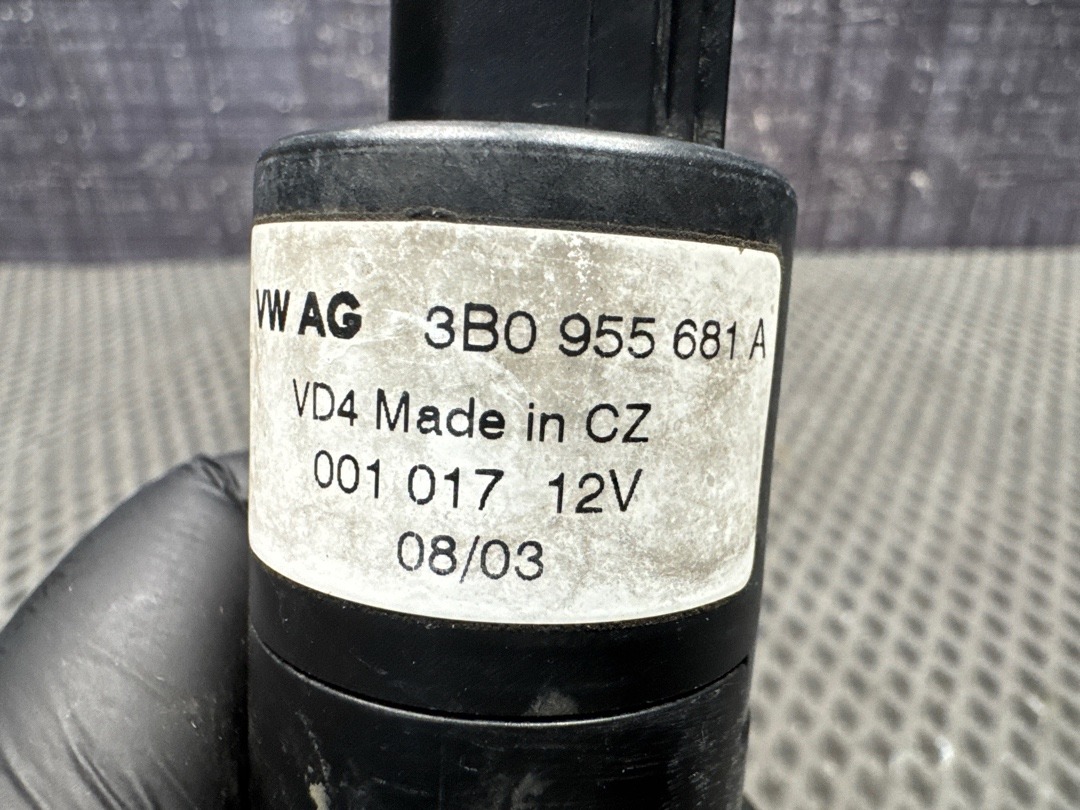 VW AG 3B0 955 681 A
VD4 Made in CZ
001 017 12V
08/03